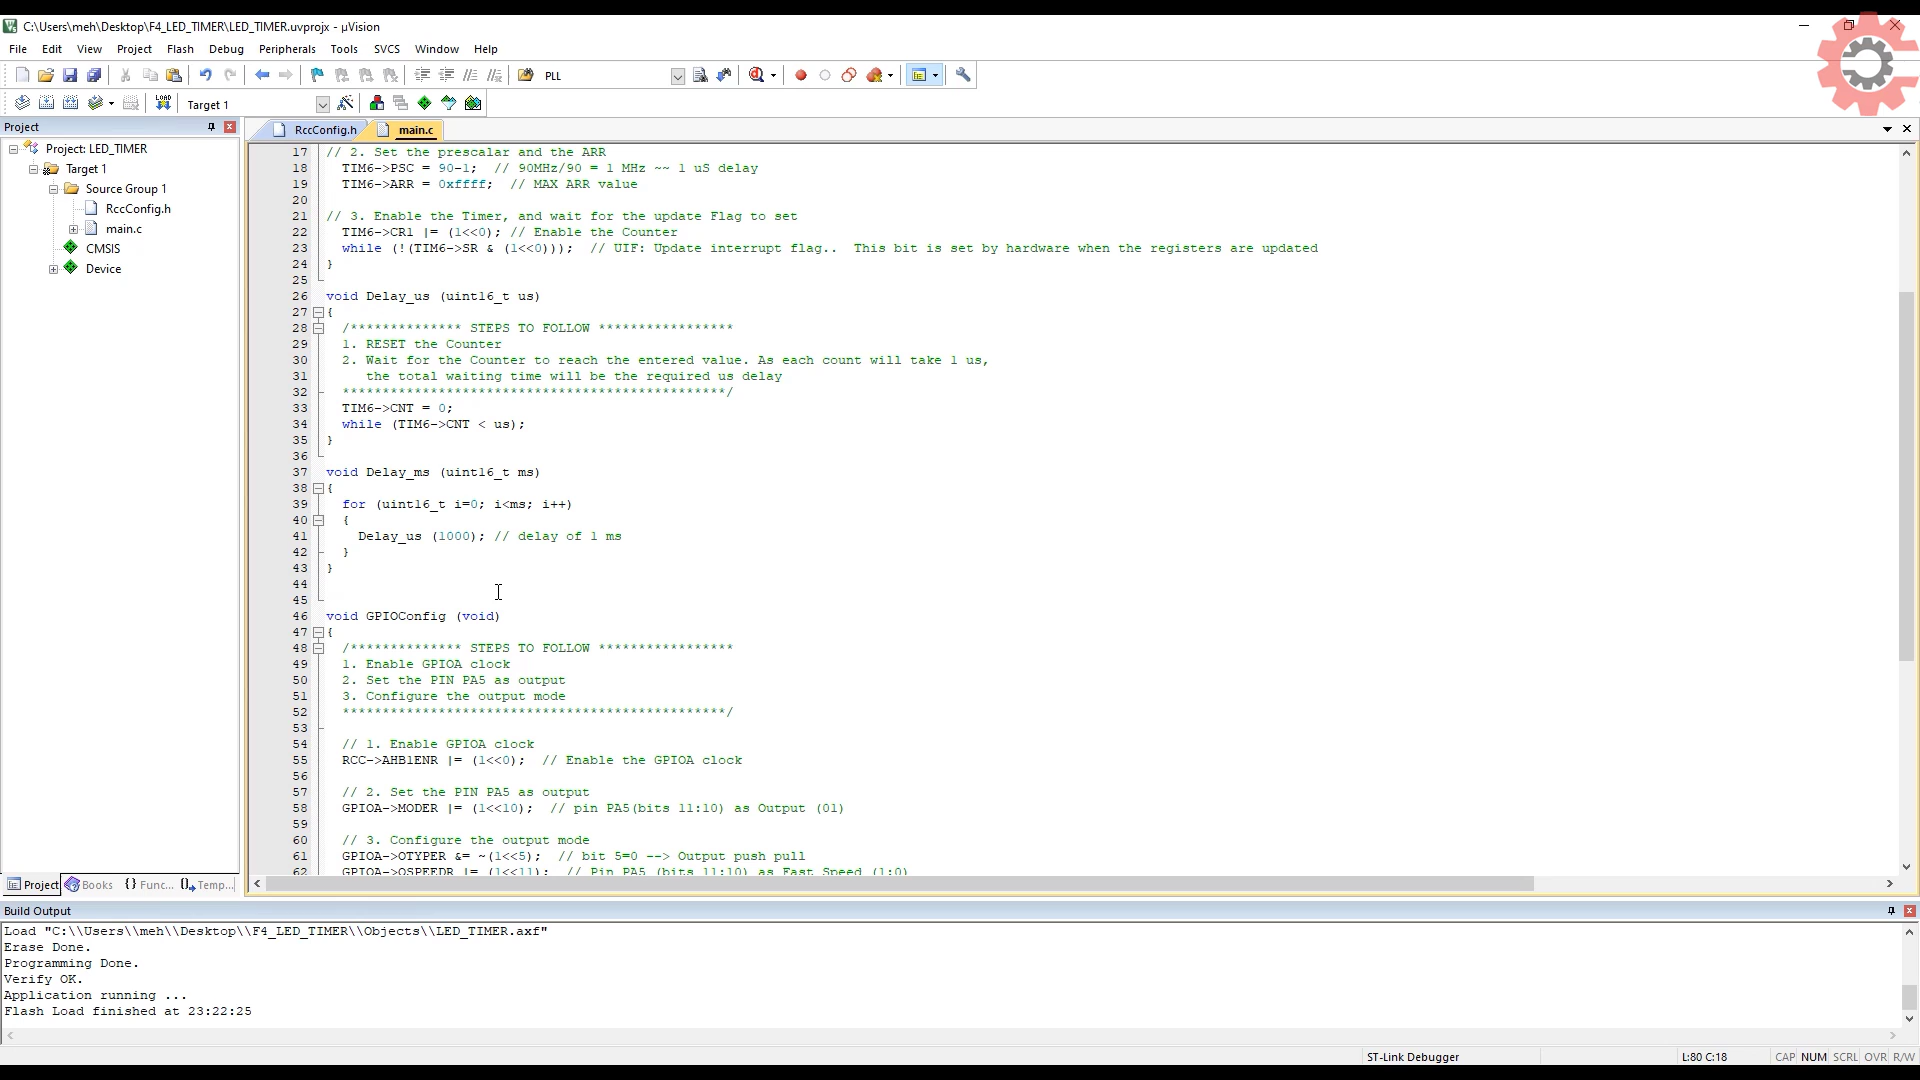 C:\Users\meh\Desktop\F4_LED_TIMER\LED_TIMER.uvprojx - µVision
File Edit View Project Flash Debug Peripherals Tools SVCS Window Help
PLL
LOAD Target 1
Project
RccConfig.h main.c
Project: LED_TIMER
Target 1
Source Group 1
RccConfig.h
main.c
CMSIS
Device
17 // 2. Set the prescalar and the ARR
18 TIM6->PSC = 90-1; // 90MHz/90 = 1 MHz ~~ 1 uS delay
19 TIM6->ARR = 0xffff; // MAX ARR value
20
21 // 3. Enable the Timer, and wait for the update Flag to set
22 TIM6->CR1 |= (1<<0); // Enable the Counter
23 while (!(TIM6->SR & (1<<0))); // UIF: Update interrupt flag.. This bit is set by hardware when the registers are updated
24 }
25
26 void Delay_us (uint16_t us)
27 {
28 /************** STEPS TO FOLLOW *****************
29 1. RESET the Counter
30 2. Wait for the Counter to reach the entered value. As each count will take 1 us,
31 the total waiting time will be the required us delay
32 ************************************************/
33 TIM6->CNT = 0;
34 while (TIM6->CNT < us);
35 }
36
37 void Delay_ms (uint16_t ms)
38 {
39 for (uint16_t i=0; i<ms; i++)
40 {
41 Delay_us (1000); // delay of 1 ms
42 }
43 }
44
45
46 void GPIOConfig (void)
47 {
48 /************** STEPS TO FOLLOW *****************
49 1. Enable GPIOA clock
50 2. Set the PIN PA5 as output
51 3. Configure the output mode
52 ************************************************/
53
54 // 1. Enable GPIOA clock
55 RCC->AHB1ENR |= (1<<0); // Enable the GPIOA clock
56
57 // 2. Set the PIN PA5 as output
58 GPIOA->MODER |= (1<<10); // pin PA5(bits 11:10) as Output (01)
59
60 // 3. Configure the output mode
61 GPIOA->OTYPER &= ~(1<<5); // bit 5=0 --> Output push pull
62 GPIOA->OSPEEDR |= (1<<11); // Pin PA5 (bits 11:10) as Fast Speed (1:0)
Project Books {} Func... Temp...
Build Output
Load "C:\\Users\\meh\\Desktop\\F4_LED_TIMER\\Objects\\LED_TIMER.axf"
Erase Done.
Programming Done.
Verify OK.
Application running ...
Flash Load finished at 23:22:25
ST-Link Debugger L:80 C:18 CAP NUM SCRL OVR R/W